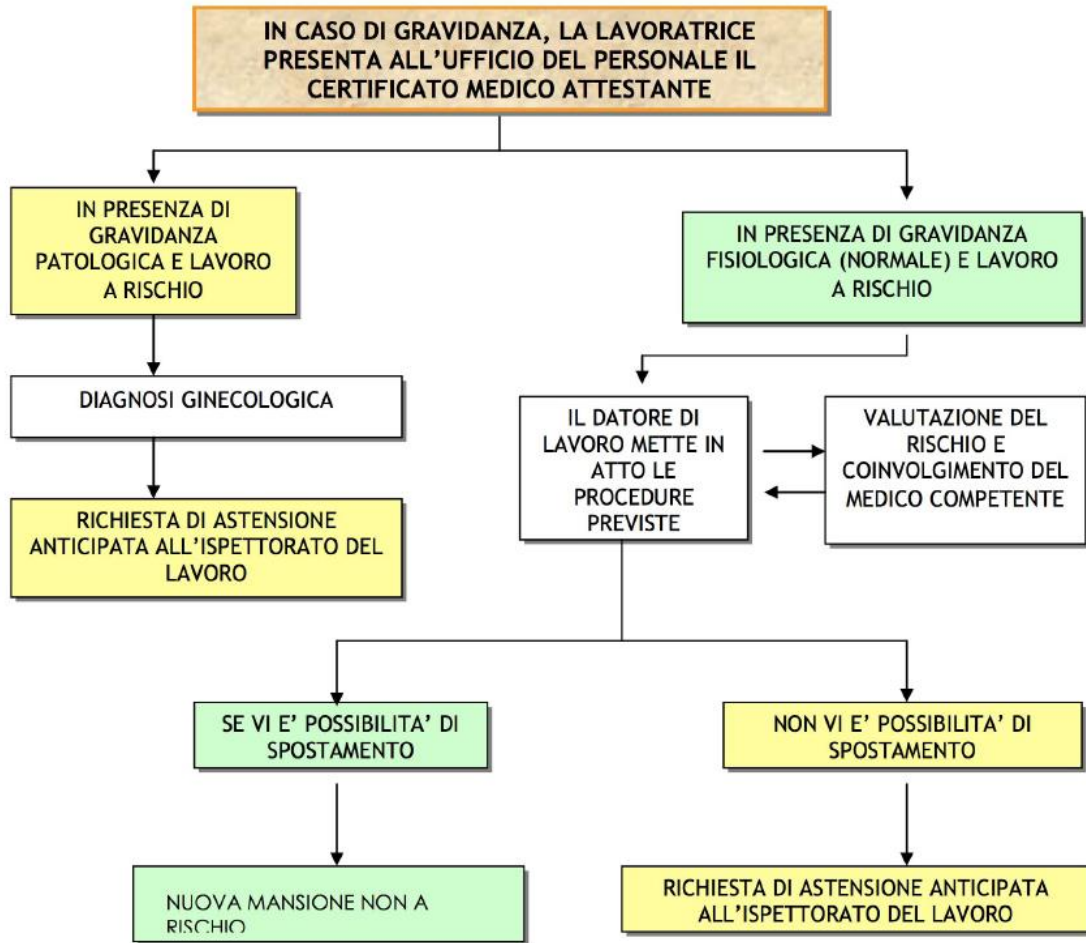 IN CASO DI GRAVIDANZA, LA LAVORATRICE
PRESENTA ALL'UFFICIO DEL PERSONALE IL
CERTIFICATO MEDICO ATTESTANTE
IN PRESENZA DI
GRAVIDANZA
PATOLOGICA E LAVORO
A RISCHIO
IN PRESENZA DI GRAVIDANZA
FISIOLOGICA (NORMALE) E LAVORO
A RISCHIO
DIAGNOSI GINECOLOGICA
IL DATORE DI
LAVORO METTE IN
ATTO LE
PROCEDURE
PREVISTE
VALUTAZIONE DEL
RISCHIO E
COINVOLGIMENTO DEL
MEDICO COMPETENTE
RICHIESTA DI ASTENSIONE
ANTICIPATA ALL'ISPETTORATO DEL
LAVORO
SE VI E' POSSIBILITA' DI
SPOSTAMENTO
NON VI E' POSSIBILITA' DI
SPOSTAMENTO
NUOVA MANSIONE NON A
RISCHIO
RICHIESTA DI ASTENSIONE ANTICIPATA
ALL'ISPETTORATO DEL LAVORO